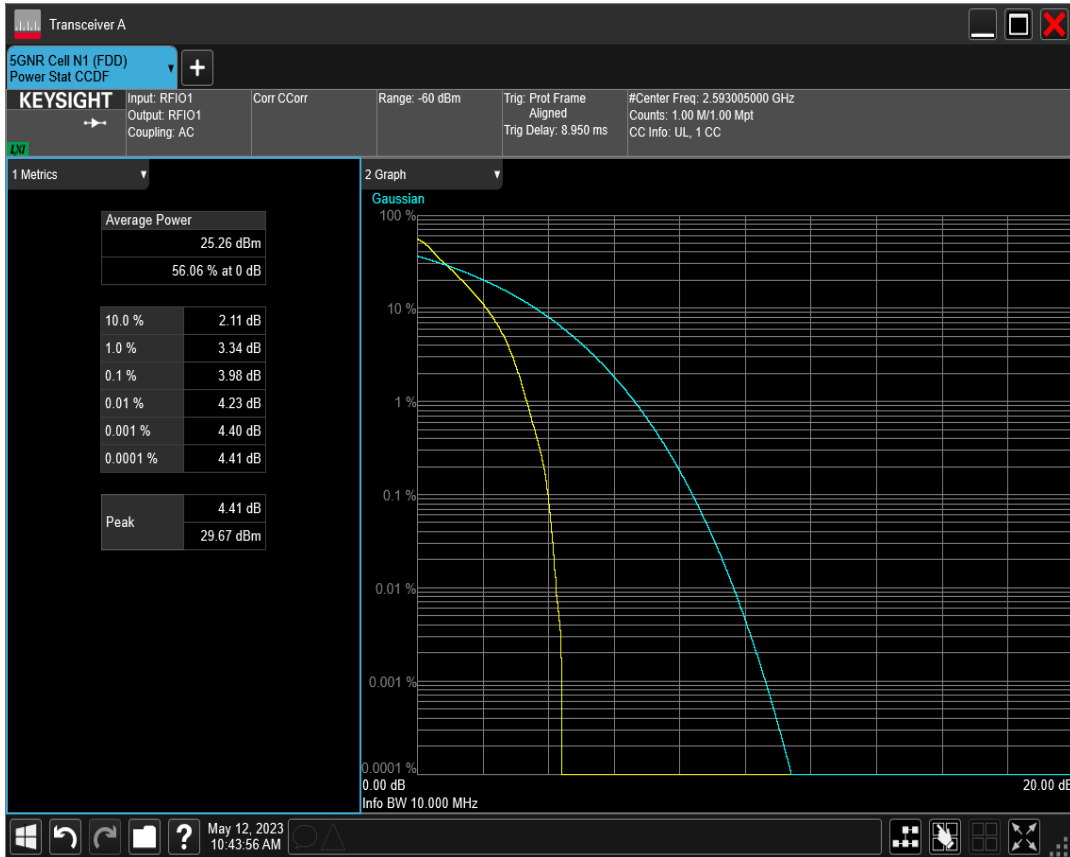 Transceiver A
5GNR Cell N1 (FDD)
Power Stat CCDF
+
KEYSIGHT
LXI
Input: RFIO1
Output: RFIO1
Coupling: AC
Corr CCorr
Range: -60 dBm
Trig: Prot Frame
Aligned
Trig Delay: 8.950 ms
#Center Freq: 2.593005000 GHz
Counts: 1.00 M/1.00 Mpt
CC Info: UL, 1 CC
1 Metrics
Average Power
25.26 dBm
56.06 % at 0 dB
10.0 % 2.11 dB
1.0 % 3.34 dB
0.1 % 3.98 dB
0.01 % 4.23 dB
0.001 % 4.40 dB
0.0001 % 4.41 dB
Peak 4.41 dB
29.67 dBm
2 Graph
Gaussian
100 %
10 %
1 %
0.1 %
0.01 %
0.001 %
0.0001 %
0.00 dB 20.00 dB
Info BW 10.000 MHz
?
May 12, 2023
10:43:56 AM